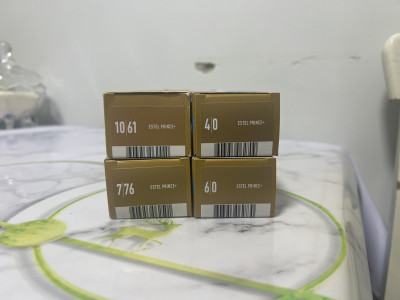 10|61 ESTEL PRINCE+
4|0 ESTEL PRINCE+
7|76 ESTEL PRINCE+
6|0 ESTEL PRINCE+